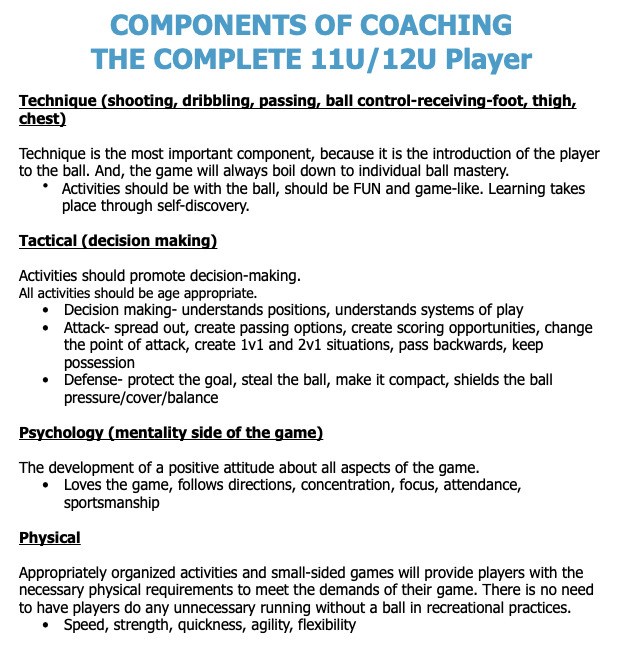 COMPONENTS OF COACHING
THE COMPLETE 11U/12U Player
Technique (shooting, dribbling, passing, ball control-receiving-foot, thigh,
chest)
Technique is the most important component, because it is the introduction of the player
to the ball. And, the game will always boil down to individual ball mastery.
• Activities should be with the ball, should be FUN and game-like. Learning takes
place through self-discovery.
Tactical (decision making)
Activities should promote decision-making.
All activities should be age appropriate.
• Decision making- understands positions, understands systems of play
• Attack- spread out, create passing options, create scoring opportunities, change
the point of attack, create 1v1 and 2v1 situations, pass backwards, keep
possession
• Defense- protect the goal, steal the ball, make it compact, shields the ball
pressure/cover/balance
Psychology (mentality side of the game)
The development of a positive attitude about all aspects of the game.
• Loves the game, follows directions, concentration, focus, attendance,
sportsmanship
Physical
Appropriately organized activities and small-sided games will provide players with the
necessary physical requirements to meet the demands of their game. There is no need
to have players do any unnecessary running without a ball in recreational practices.
• Speed, strength, quickness, agility, flexibility